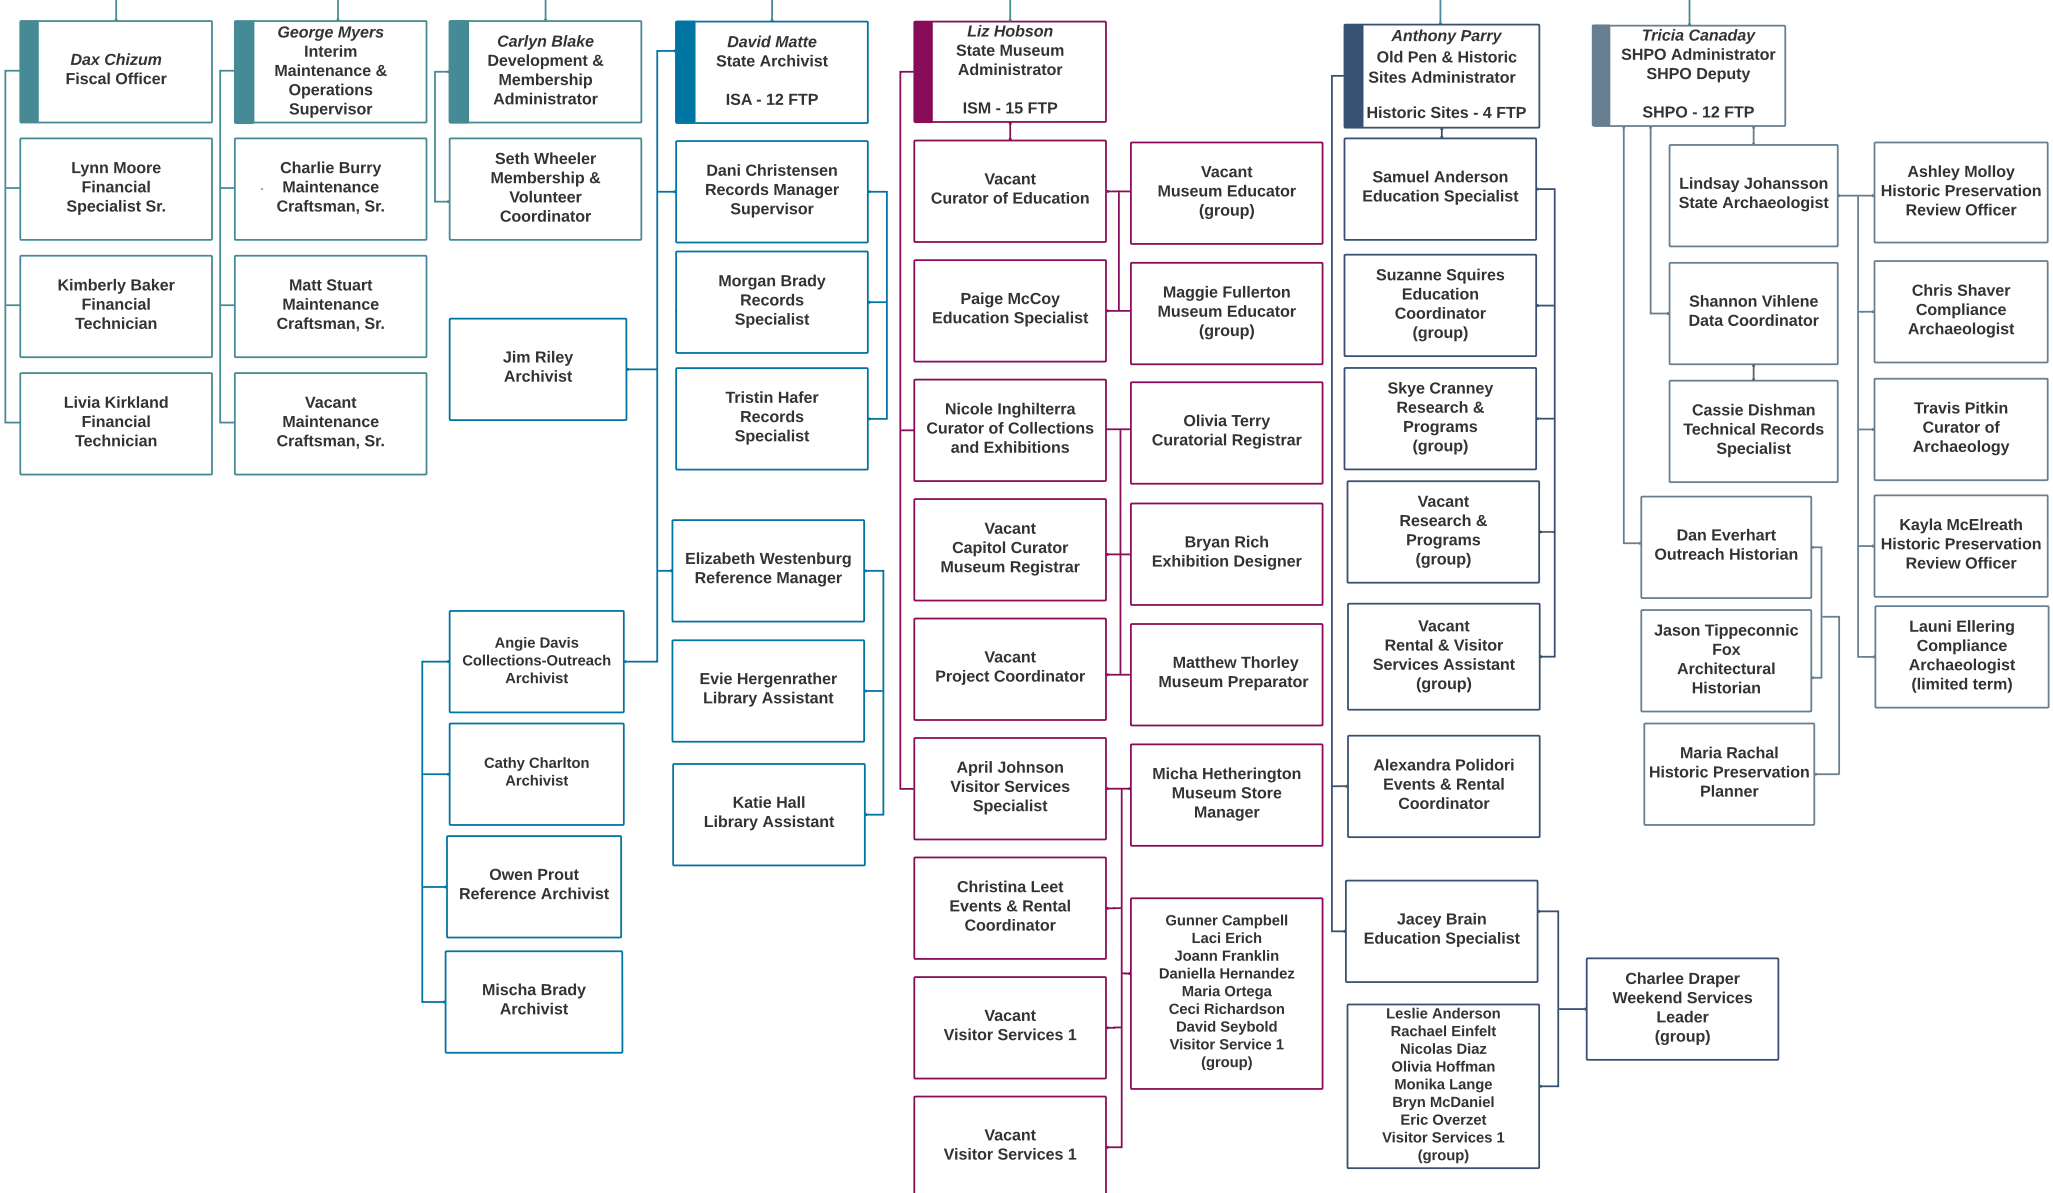 Dax Chizum
Fiscal Officer
Lynn Moore
Financial
Specialist Sr.
Kimberly Baker
Financial
Technician
Livia Kirkland
Financial
Technician
George Myers
Interim
Maintenance &
Operations
Supervisor
Charlie Burry
Maintenance
Craftsman, Sr.
Matt Stuart
Maintenance
Craftsman, Sr.
Vacant
Maintenance
Craftsman, Sr.
Carlyn Blake
Development &
Membership
Administrator
Seth Wheeler
Membership &
Volunteer
Coordinator
Jim Riley
Archivist
Angie Davis
Collections-Outreach
Archivist
Cathy Charlton
Archivist
Owen Prout
Reference Archivist
Mischa Brady
Archivist
David Matte
State Archivist
ISA - 12 FTP
Dani Christensen
Records Manager
Supervisor
Morgan Brady
Records
Specialist
Tristin Hafer
Records
Specialist
Elizabeth Westenburg
Reference Manager
Evie Hergenrather
Library Assistant
Katie Hall
Library Assistant
Liz Hobson
State Museum
Administrator
ISM - 15 FTP
Vacant
Curator of Education
Paige McCoy
Education Specialist
Nicole Inghilterra
Curator of Collections
and Exhibitions
Vacant
Capitol Curator
Museum Registrar
Vacant
Project Coordinator
April Johnson
Visitor Services
Specialist
Christina Leet
Events & Rental
Coordinator
Vacant
Visitor Services 1
Vacant
Visitor Services 1
Vacant
Museum Educator
(group)
Maggie Fullerton
Museum Educator
(group)
Olivia Terry
Curatorial Registrar
Bryan Rich
Exhibition Designer
Matthew Thorley
Museum Preparator
Micha Hetherington
Museum Store
Manager
Gunner Campbell
Laci Erich
Joann Franklin
Daniella Hernandez
Maria Ortega
Ceci Richardson
David Seybold
Visitor Service 1
(group)
Anthony Parry
Old Pen & Historic
Sites Administrator
Historic Sites - 4 FTP
Samuel Anderson
Education Specialist
Suzanne Squires
Education
Coordinator
(group)
Skye Cranney
Research &
Programs
(group)
Vacant
Research &
Programs
(group)
Vacant
Rental & Visitor
Services Assistant
(group)
Alexandra Polidori
Events & Rental
Coordinator
Jacey Brain
Education Specialist
Leslie Anderson
Rachael Einfelt
Nicolas Diaz
Olivia Hoffman
Monika Lange
Bryn McDaniel
Eric Overzet
Visitor Services 1
(group)
Charlee Draper
Weekend Services
Leader
(group)
Tricia Canaday
SHPO Administrator
SHPO Deputy
SHPO - 12 FTP
Lindsay Johansson
State Archaeologist
Shannon Vihlene
Data Coordinator
Cassie Dishman
Technical Records
Specialist
Dan Everhart
Outreach Historian
Jason Tippeconnic
Fox
Architectural
Historian
Maria Rachal
Historic Preservation
Planner
Ashley Molloy
Historic Preservation
Review Officer
Chris Shaver
Compliance
Archaeologist
Travis Pitkin
Curator of
Archaeology
Kayla McElreath
Historic Preservation
Review Officer
Launi Ellering
Compliance
Archaeologist
(limited term)